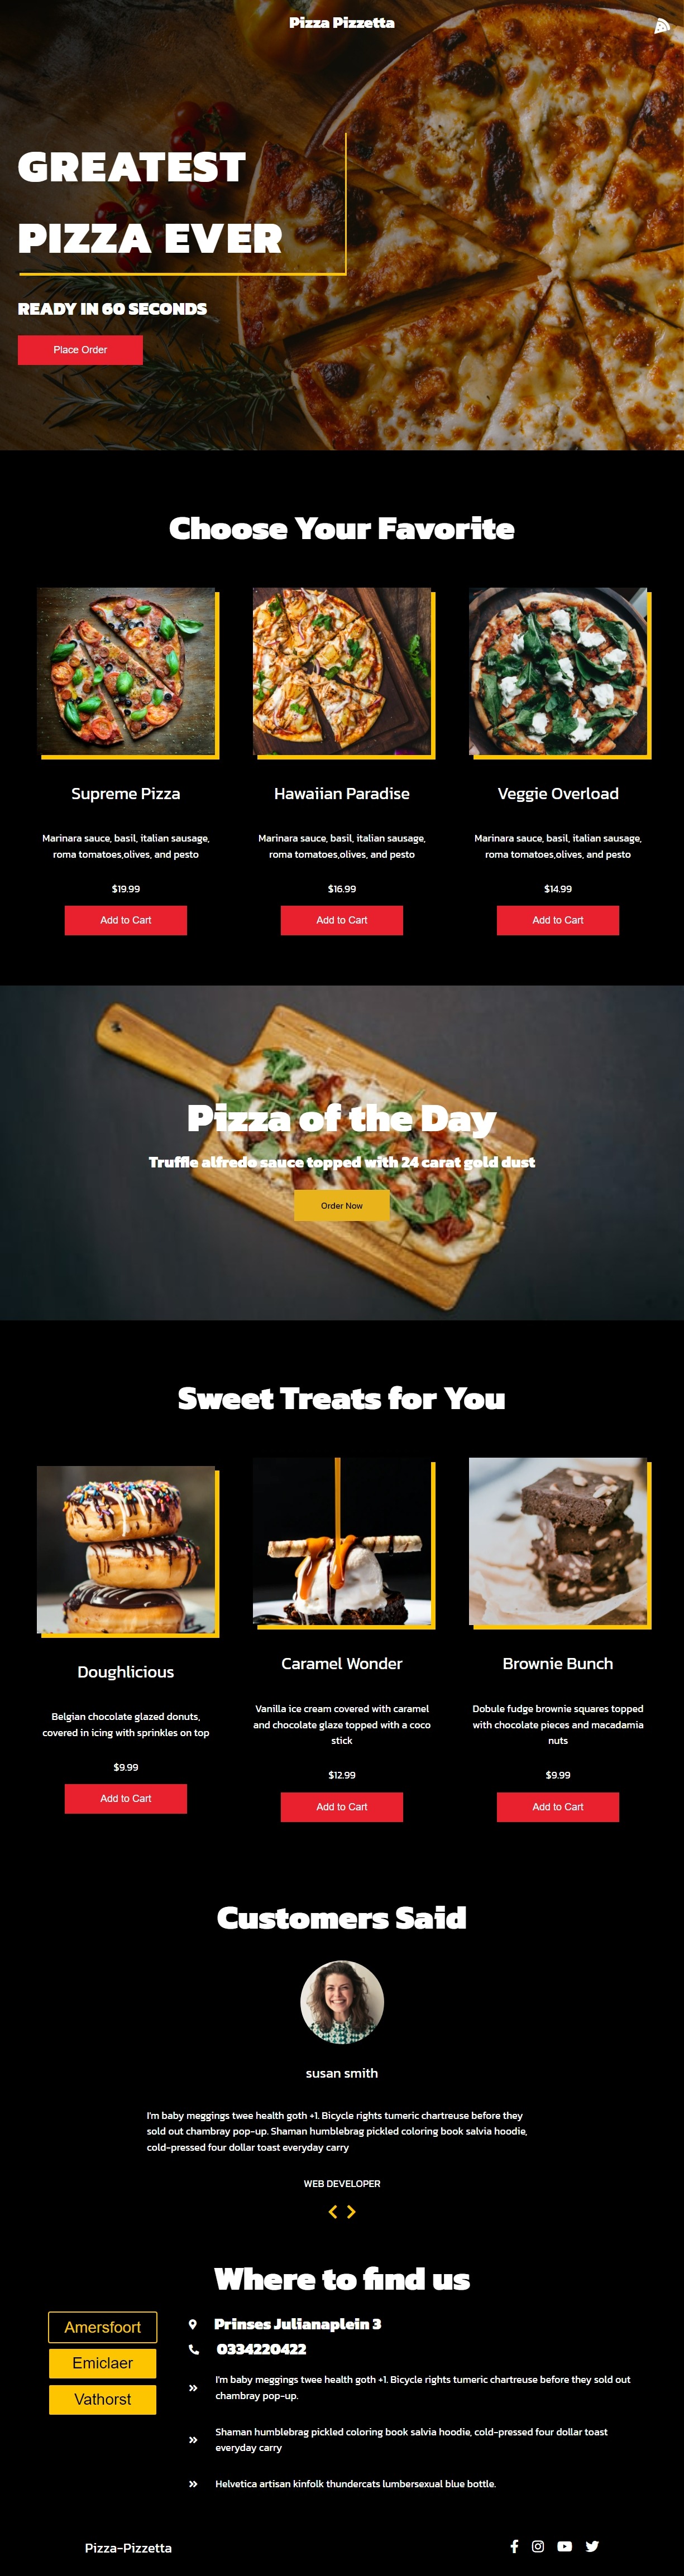 Pizza Pizzetta
GREATEST
PIZZA EVER
READY IN 60 SECONDS
Place Order
Choose Your Favorite
Supreme Pizza
Marinara sauce, basil, italian sausage,
roma tomatoes,olives, and pesto
$19.99
Add to Cart
Hawaiian Paradise
Marinara sauce, basil, italian sausage,
roma tomatoes,olives, and pesto
$16.99
Add to Cart
Veggie Overload
Marinara sauce, basil, italian sausage,
roma tomatoes,olives, and pesto
$14.99
Add to Cart
Pizza of the Day
Truffle alfredo sauce topped with 24 carat gold dust
Order Now
Sweet Treats for You
Doughlicious
Belgian chocolate glazed donuts,
covered in icing with sprinkles on top
$9.99
Add to Cart
Caramel Wonder
Vanilla ice cream covered with caramel
and chocolate glaze topped with a coco
stick
$12.99
Add to Cart
Brownie Bunch
Dobule fudge brownie squares topped
with chocolate pieces and macadamia
nuts
$9.99
Add to Cart
Customers Said
susan smith
I'm baby meggings twee health goth +1. Bicycle rights tumeric chartreuse before they
sold out chambray pop-up. Shaman humblebrag pickled coloring book salvia hoodie,
cold-pressed four dollar toast everyday carry
WEB DEVELOPER
Where to find us
Amersfoort
Emiclaer
Vathorst
Prinses Julianaplein 3
0334220422
I'm baby meggings twee health goth +1. Bicycle rights tumeric chartreuse before they sold out
chambray pop-up.
Shaman humblebrag pickled coloring book salvia hoodie, cold-pressed four dollar toast
everyday carry
Helvetica artisan kinfolk thundercats lumbersexual blue bottle.
Pizza-Pizzetta